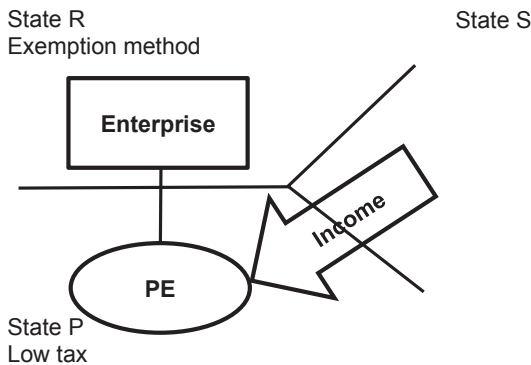 State R
Exemption method
State S
Enterprise
Income
PE
State P
Low tax